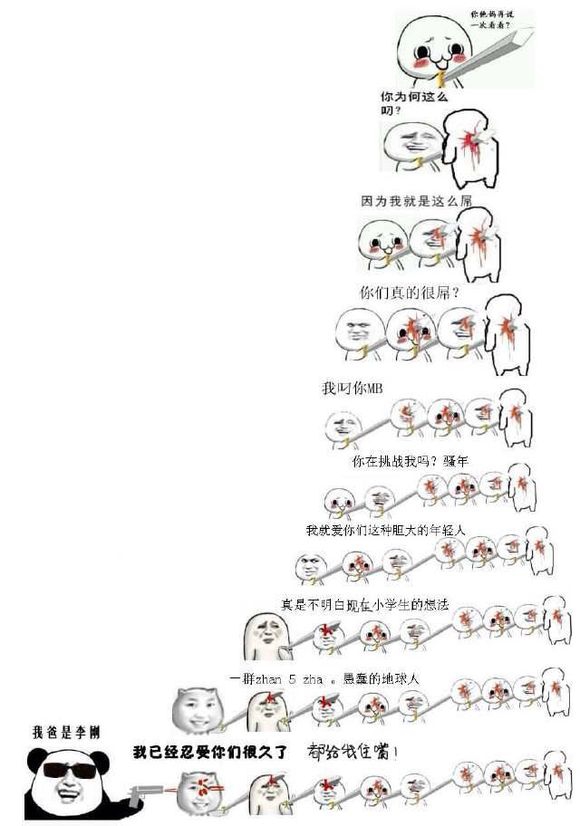 你他妈再说
一次看看?
你为何这么
叼?
因为我就是这么屌
你们真的很屌?
我叼你MB
你在挑战我吗? 骚年
我就爱你们这种胆大的年轻人
真是不明白现在小学生的想法
一群zhan 5 zha 。愚蠢的地球人
我爸是李刚
我已经忍受你们很久了 都给我住嘴!